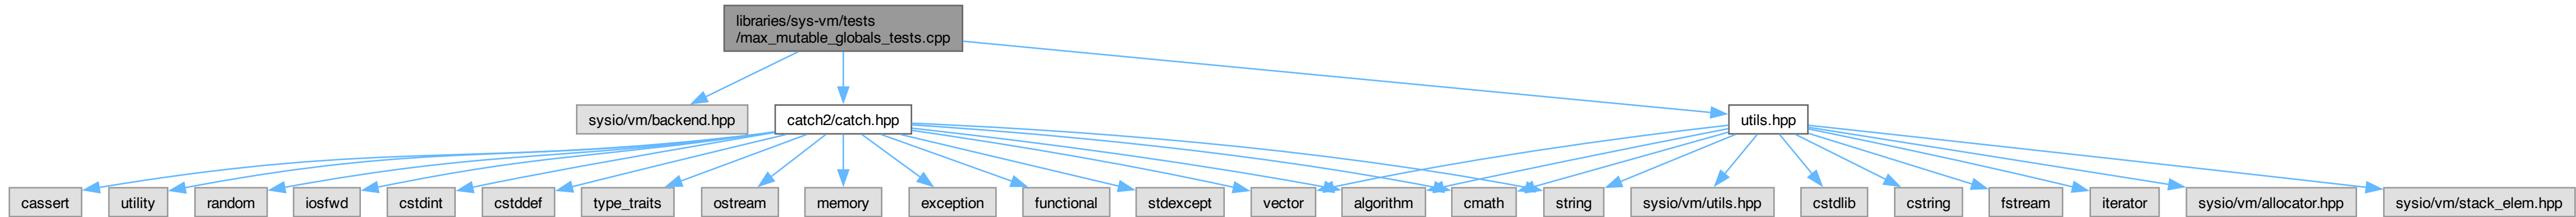 libraries/sys-vm/tests
/max_mutable_globals_tests.cpp
sysio/vm/backend.hpp
catch2/catch.hpp
utils.hpp
cassert
utility
random
iosfwd
cstdint
cstddef
type_traits
ostream
memory
exception
functional
stdexcept
vector
algorithm
cmath
string
sysio/vm/utils.hpp
cstdlib
cstring
fstream
iterator
sysio/vm/allocator.hpp
sysio/vm/stack_elem.hpp